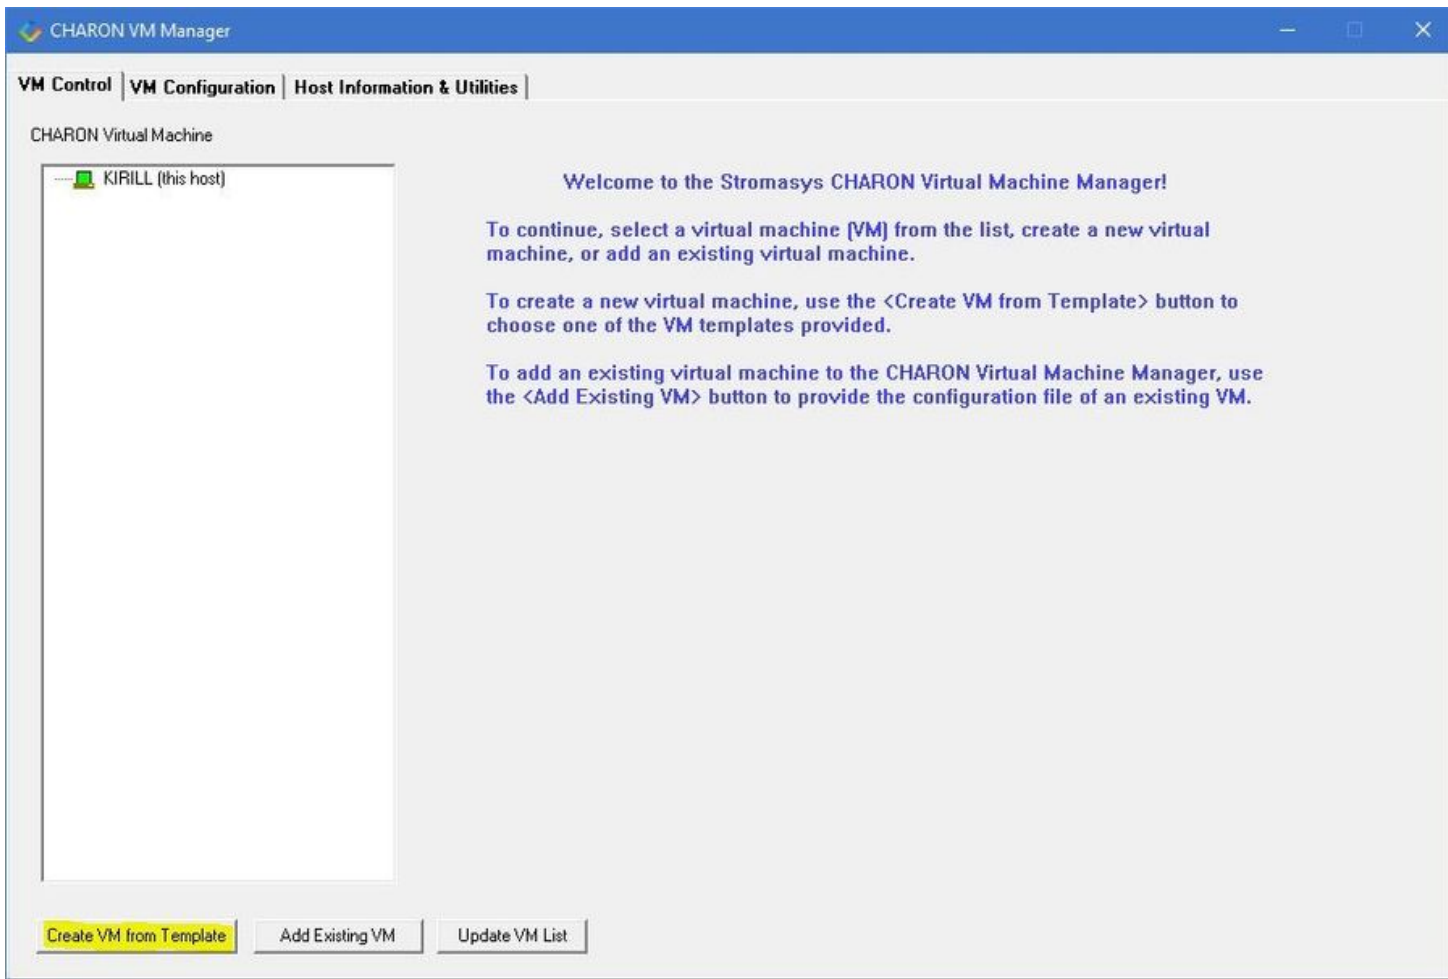 CHARON VM Manager
VM Control
VM Configuration
Host Information & Utilities
CHARON Virtual Machine
KIRILL (this host)
Welcome to the Stromasys CHARON Virtual Machine Manager!
To continue, select a virtual machine (VM) from the list, create a new virtual
machine, or add an existing virtual machine.
To create a new virtual machine, use the <Create VM from Template> button to
choose one of the VM templates provided.
To add an existing virtual machine to the CHARON Virtual Machine Manager, use
the <Add Existing VM> button to provide the configuration file of an existing VM.
Create VM from Template
Add Existing VM
Update VM List